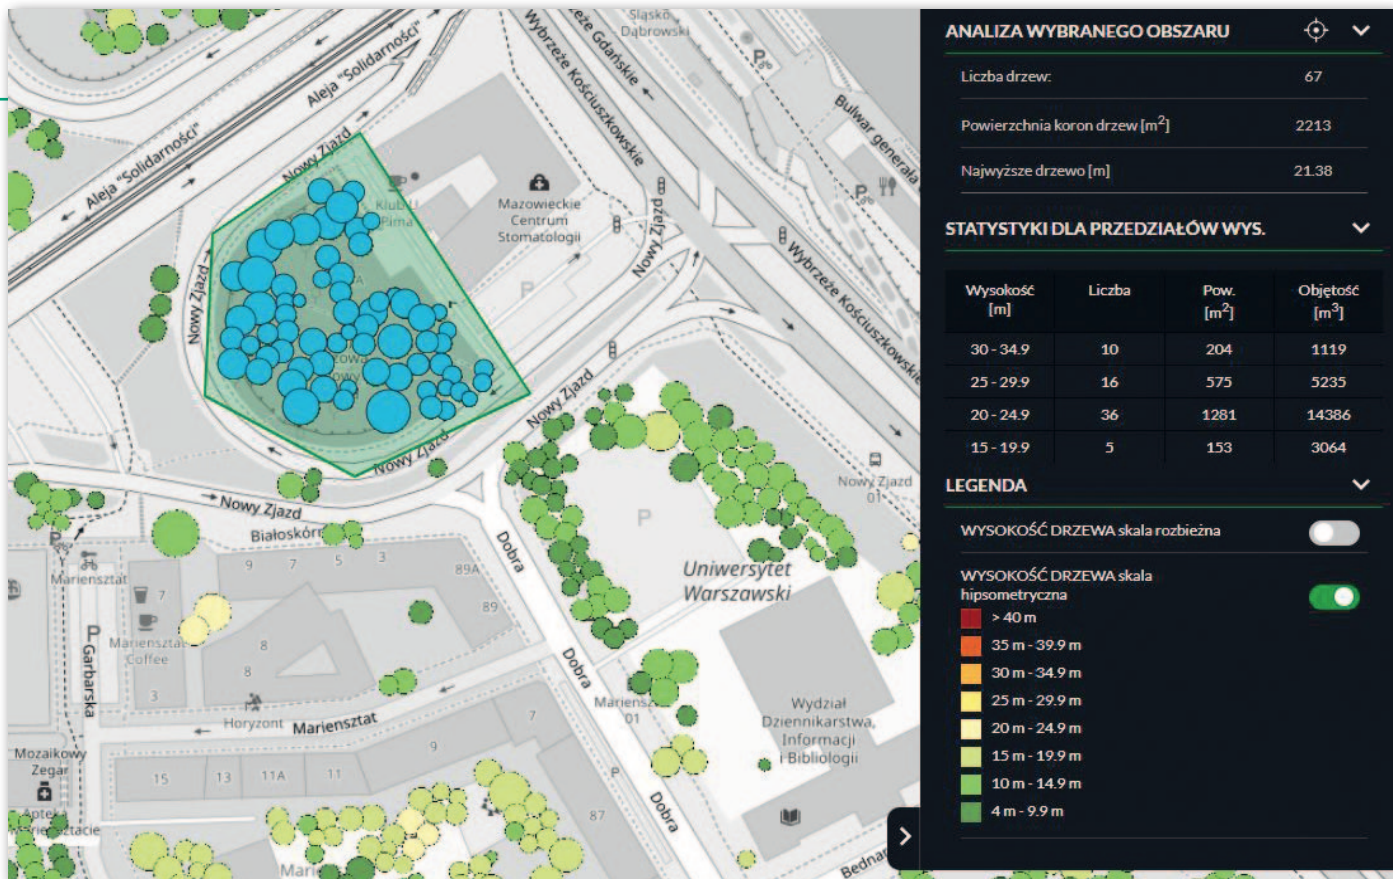 Śląsko
Dąbrowski
Aleja "Solidarności"
Aleja "Solidarności"
Wybrzeże Gdańskie
Wybrzeże Kościuszkowskie
Bulwar generała
Nowy Zjazd
Klub U
Pirna
Mazowieckie
Centrum
Stomatologii
Nowy Zjazd
Nowy Zjazd
Wybrzeże Kościuszkowskie
P
Nowy Zjazd
Nowy Zjazd
Nowy Zjazd
Nowy Zjazd
01
P
Białoskórn
9
7
5
3
89A
89
Dobra
Uniwersytet
Warszawski
Mariensztat
7
P
Mariensztat
Coffee
8
8
3
Garbarska
Horyzont
Mariensztat
7
Dobra
Mariensz
01
Wydział
Dziennikarstwa,
Informacji
i Bibliologii
Mozaikowy
Zegar
15
13
11A
11
9
P
Dobra
87
Bednar
ANALIZA WYBRANEGO OBSZARU
Liczba drzew: 67
Powierzchnia koron drzew [m²] 2213
Najwyższe drzewo [m] 21.38
STATYSTYKI DLA PRZEDZIAŁÓW WYS.
Wysokość [m] Liczba Pow. [m²] Objętość [m³]
30 - 34.9 10 204 1119
25 - 29.9 16 575 5235
20 - 24.9 36 1281 14386
15 - 19.9 5 153 3064
LEGENDA
WYSOKOŚĆ DRZEWA skala rozbieżna
WYSOKOŚĆ DRZEWA skala
hipsometryczna
> 40 m
35 m - 39.9 m
30 m - 34.9 m
25 m - 29.9 m
20 m - 24.9 m
15 m - 19.9 m
10 m - 14.9 m
4 m - 9.9 m